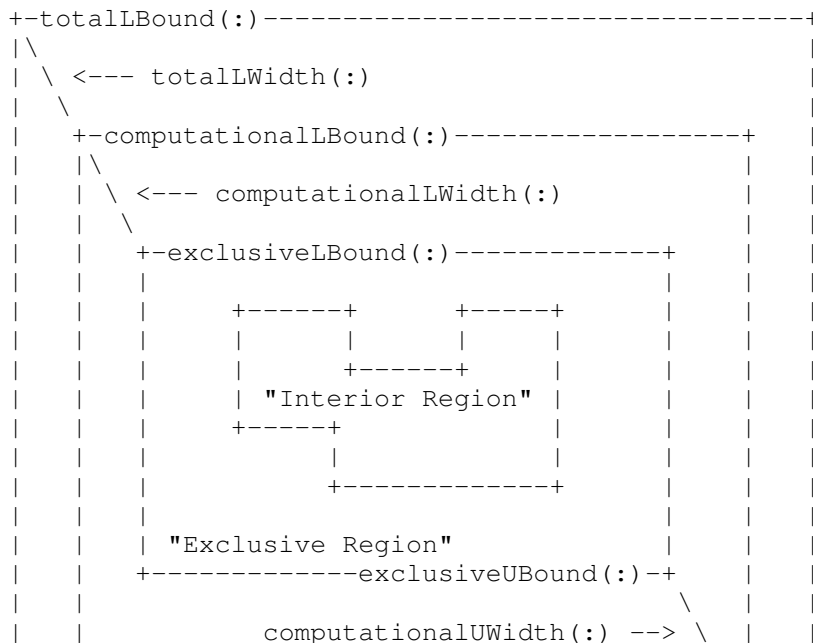 +-totalLBound(:)----------------------------------+
|\                                                |
| \ <--- totalLWidth(:)                           |
|  \                                              |
|   +-computationalLBound(:)------------------+   |
|   |\                                        |   |
|   | \ <--- computationalLWidth(:)           |   |
|   |  \                                      |   |
|   |   +-exclusiveLBound(:)-------------+    |   |
|   |   |                                |    |   |
|   |   |     +------+      +-----+      |    |   |
|   |   |     |      |      |     |      |    |   |
|   |   |     |      +------+     |      |    |   |
|   |   |     | "Interior Region" |      |    |   |
|   |   |     +-----+             |      |    |   |
|   |   |           |             |      |    |   |
|   |   |           +-------------+      |    |   |
|   |   |                                |    |   |
|   |   | "Exclusive Region"             |    |   |
|   |   +-------------exclusiveUBound(:)-+    |   |
|   |                                     \   |   |
|   |           computationalUWidth(:) --> \  |   |